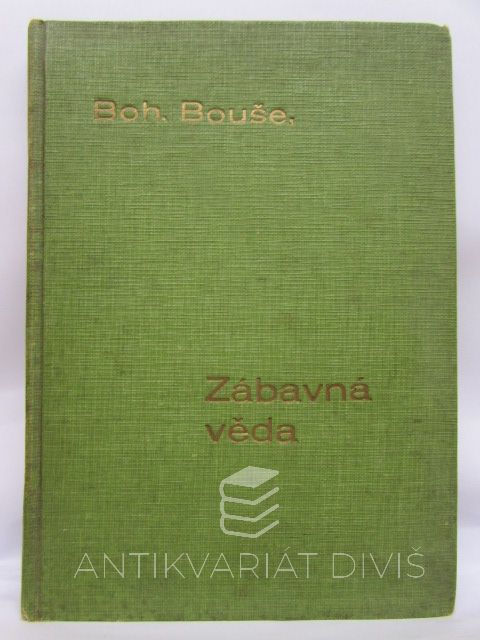 Boh. Bouše,
Zábavná
věda
ANTIKVARIÁT DIVIŠ